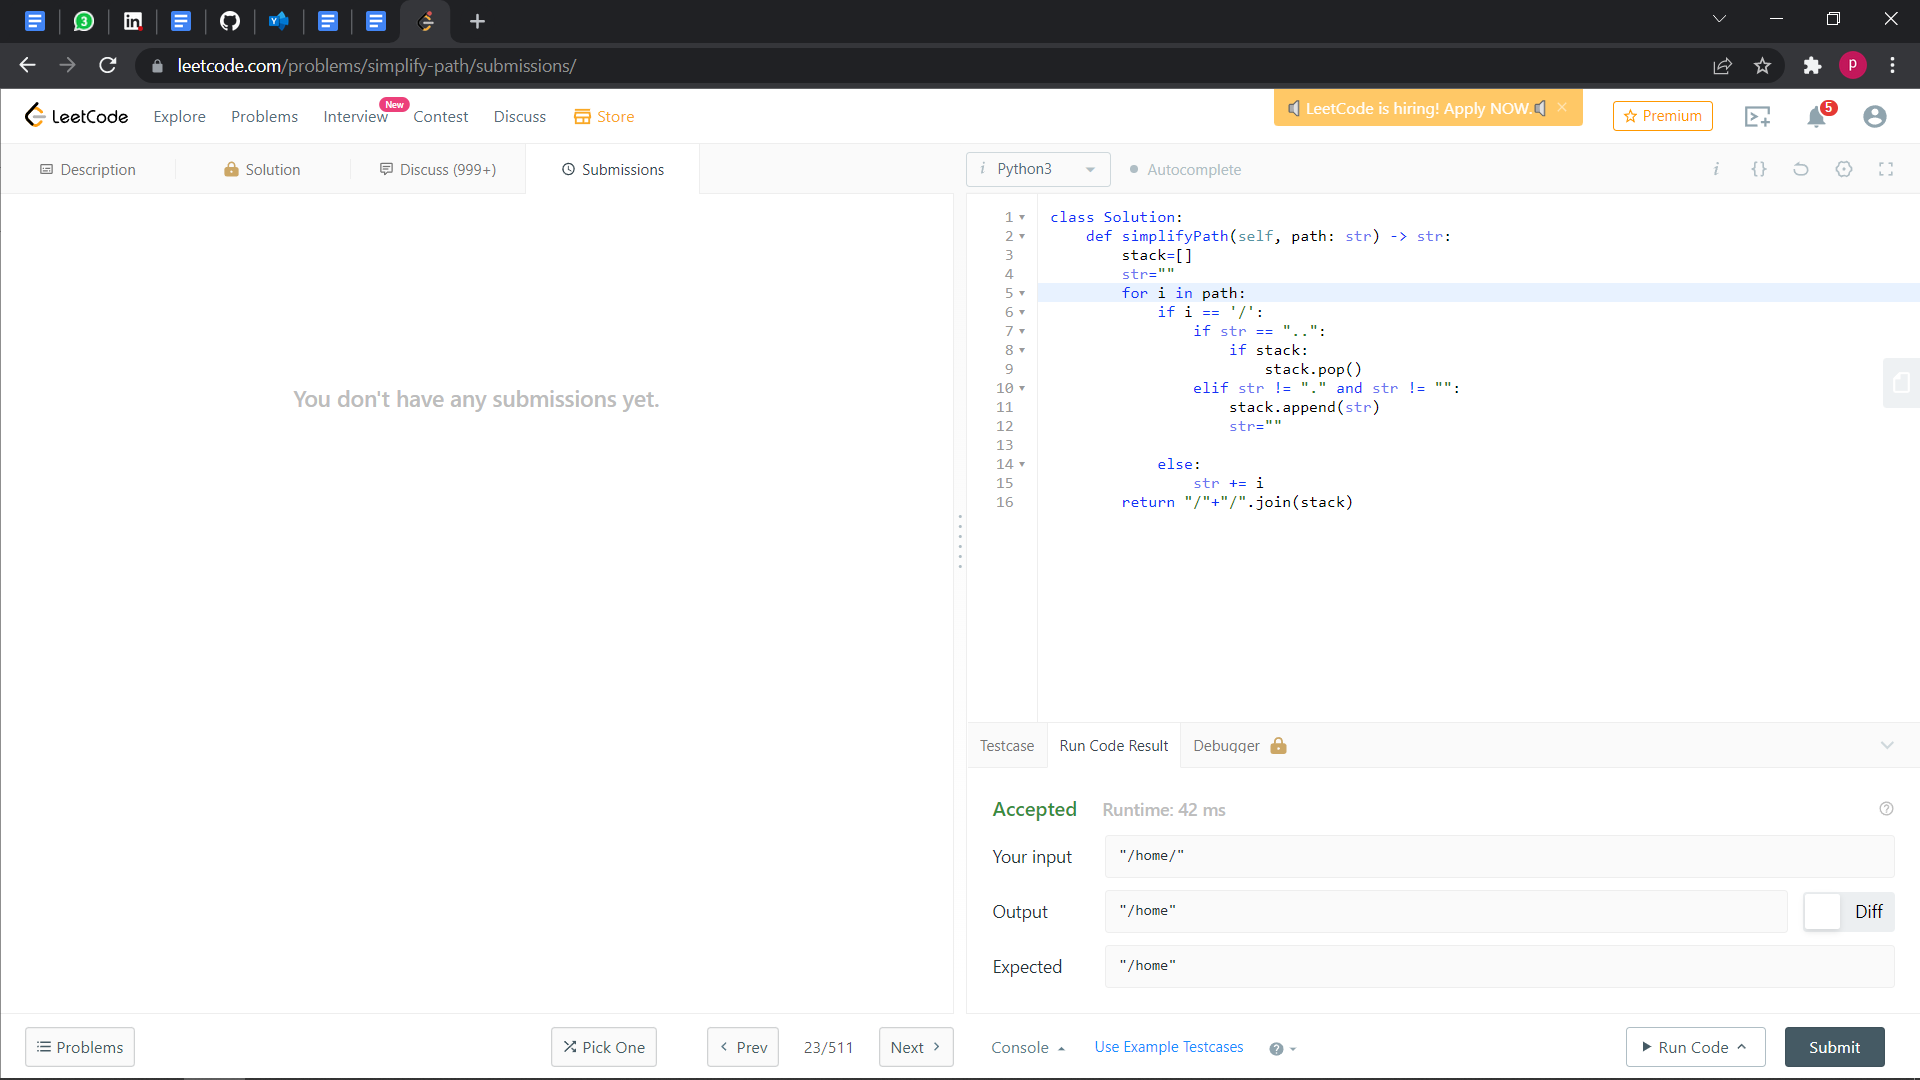 3
in
leetcode.com/problems/simplify-path/submissions/
P
LeetCode
Explore
Problems
Interview
New
Contest
Discuss
Store
LeetCode is hiring! Apply NOW.
Premium
5
Description
Solution
Discuss (999+)
Submissions
i Python3
Autocomplete
i
{}
You don't have any submissions yet.
1 class Solution:
2     def simplifyPath(self, path: str) -> str:
3         stack=[]
4         str=""
5         for i in path:
6             if i == '/':
7                 if str == "..":
8                     if stack:
9                         stack.pop()
10                 elif str != "." and str != "":
11                     stack.append(str)
12                     str=""
13
14             else:
15                 str += i
16         return "/"+"/".join(stack)
Testcase
Run Code Result
Debugger
Accepted
Runtime: 42 ms
?
Your input
"/home/"
Output
"/home"
Diff
Expected
"/home"
Problems
Pick One
Prev
23/511
Next
Console
Use Example Testcases
?
Run Code
Submit